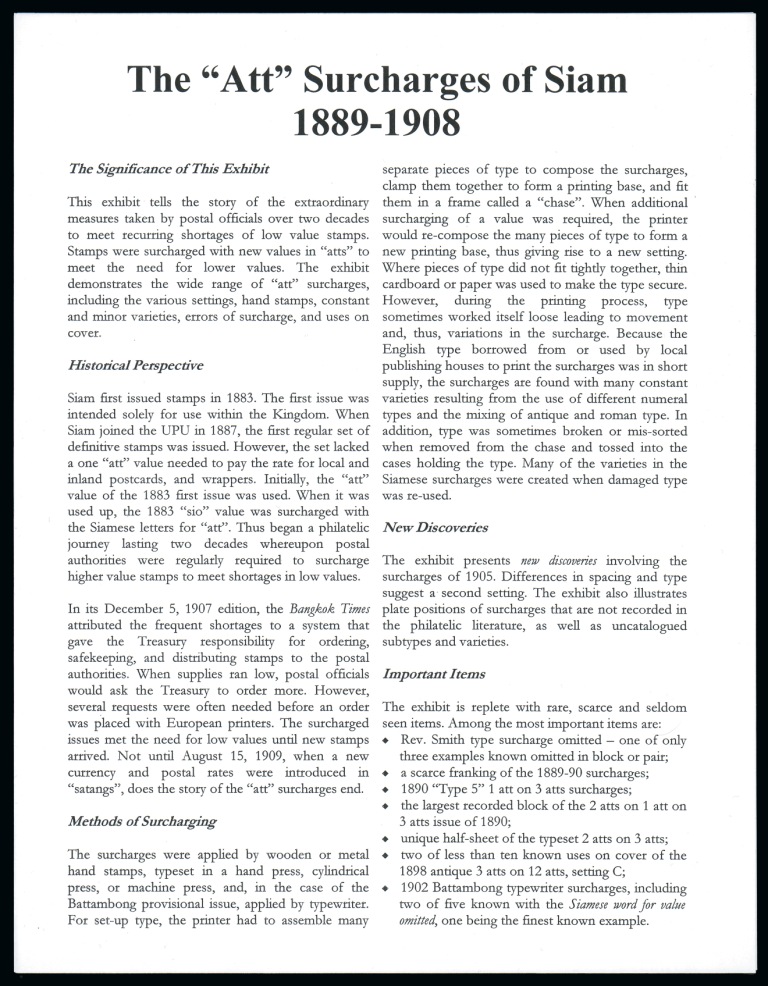 The “Att” Surcharges of Siam
1889-1908
The Significance of This Exhibit
This exhibit tells the story of the extraordinary
measures taken by postal officials over two decades
to meet recurring shortages of low value stamps.
Stamps were surcharged with new values in “atts” to
meet the need for lower values. The exhibit
demonstrates the wide range of “att” surcharges,
including the various settings, hand stamps, constant
and minor varieties, errors of surcharge, and uses on
cover.
Historical Perspective
Siam first issued stamps in 1883. The first issue was
intended solely for use within the Kingdom. When
Siam joined the UPU in 1887, the first regular set of
definitive stamps was issued. However, the set lacked
a one “att” value needed to pay the rate for local and
inland postcards, and wrappers. Initially, the “att”
value of the 1883 first issue was used. When it was
used up, the 1883 “sio” value was surcharged with
the Siamese letters for “att”. Thus began a philatelic
journey lasting two decades whereupon postal
authorities were regularly required to surcharge
higher value stamps to meet shortages in low values.
In its December 5, 1907 edition, the Bangkok Times
attributed the frequent shortages to a system that
gave the Treasury responsibility for ordering,
safekeeping, and distributing stamps to the postal
authorities. When supplies ran low, postal officials
would ask the Treasury to order more. However,
several requests were often needed before an order
was placed with European printers. The surcharged
issues met the need for low values until new stamps
arrived. Not until August 15, 1909, when a new
currency and postal rates were introduced in
“satangs”, does the story of the “att” surcharges end.
Methods of Surcharging
The surcharges were applied by wooden or metal
hand stamps, typeset in a hand press, cylindrical
press, or machine press, and, in the case of the
Battambong provisional issue, applied by typewriter.
For set-up type, the printer had to assemble many
separate pieces of type to compose the surcharges,
clamp them together to form a printing base, and fit
them in a frame called a “chase”. When additional
surcharging of a value was required, the printer
would re-compose the many pieces of type to form a
new printing base, thus giving rise to a new setting.
Where pieces of type did not fit tightly together, thin
cardboard or paper was used to make the type secure.
However, during the printing process, type
sometimes worked itself loose leading to movement
and, thus, variations in the surcharge. Because the
English type borrowed from or used by local
publishing houses to print the surcharges was in short
supply, the surcharges are found with many constant
varieties resulting from the use of different numeral
types and the mixing of antique and roman type. In
addition, type was sometimes broken or mis-sorted
when removed from the chase and tossed into the
cases holding the type. Many of the varieties in the
Siamese surcharges were created when damaged type
was re-used.
New Discoveries
The exhibit presents new discoveries involving the
surcharges of 1905. Differences in spacing and type
suggest a second setting. The exhibit also illustrates
plate positions of surcharges that are not recorded in
the philatelic literature, as well as uncatalogued
subtypes and varieties.
Important Items
The exhibit is replete with rare, scarce and seldom
seen items. Among the most important items are:
◆ Rev. Smith type surcharge omitted – one of only
three examples known omitted in block or pair;
◆ a scarce franking of the 1889-90 surcharges;
◆ 1890 “Type 5” 1 att on 3 atts surcharges;
◆ the largest recorded block of the 2 atts on 1 att on
3 atts issue of 1890;
◆ unique half-sheet of the typeset 2 atts on 3 atts;
◆ two of less than ten known uses on cover of the
1898 antique 3 atts on 12 atts, setting C;
◆ 1902 Battambong typewriter surcharges, including
two of five known with the Siamese word for value
omitted, one being the finest known example.